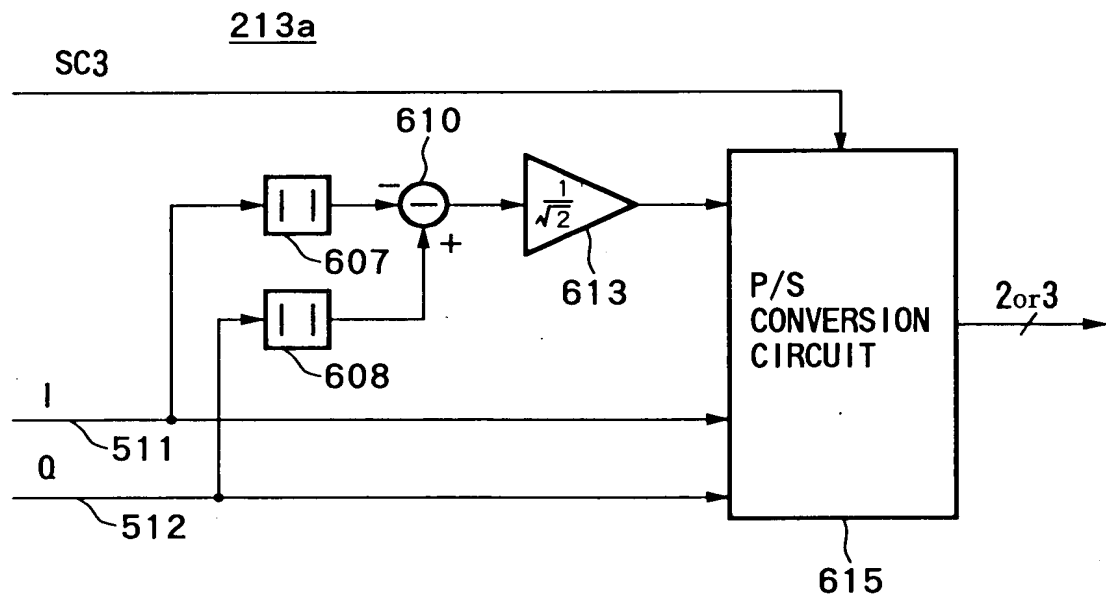 213a
SC3
610
| |
−
−
1
√2
607
+
613
P/S
CONVERSION
CIRCUIT
2or3
| |
608
I
511
Q
512
615